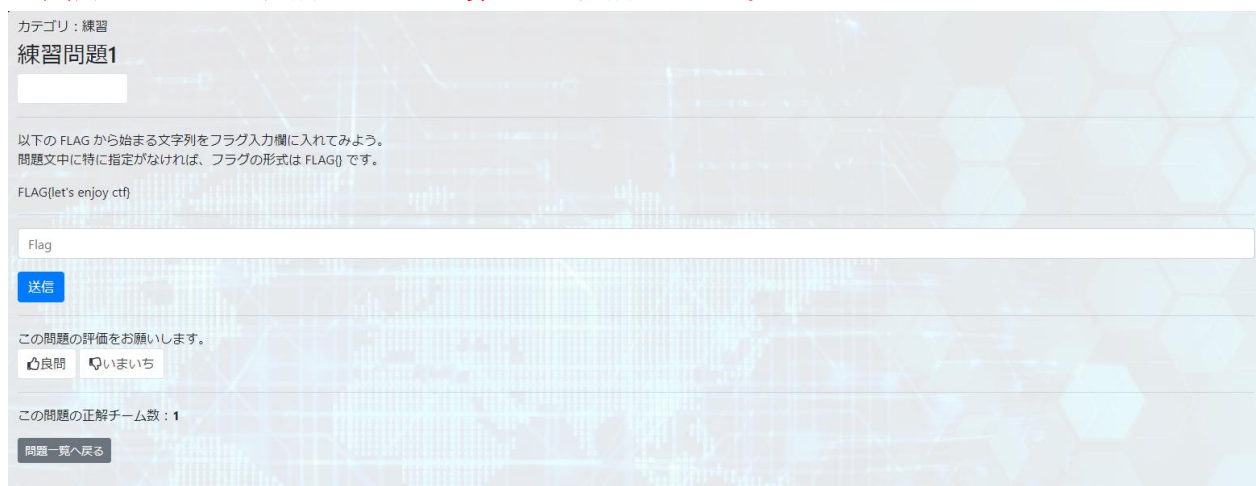 カテゴリ：練習
練習問題1
以下の FLAG から始まる文字列をフラグ入力欄に入れてみよう。
問題文中に特に指定がなければ、フラグの形式は FLAG{} です。
FLAG{let's enjoy ctf}
Flag
送信
この問題の評価をお願いします。
良問 いまいち
この問題の正解チーム数：1
問題一覧へ戻る